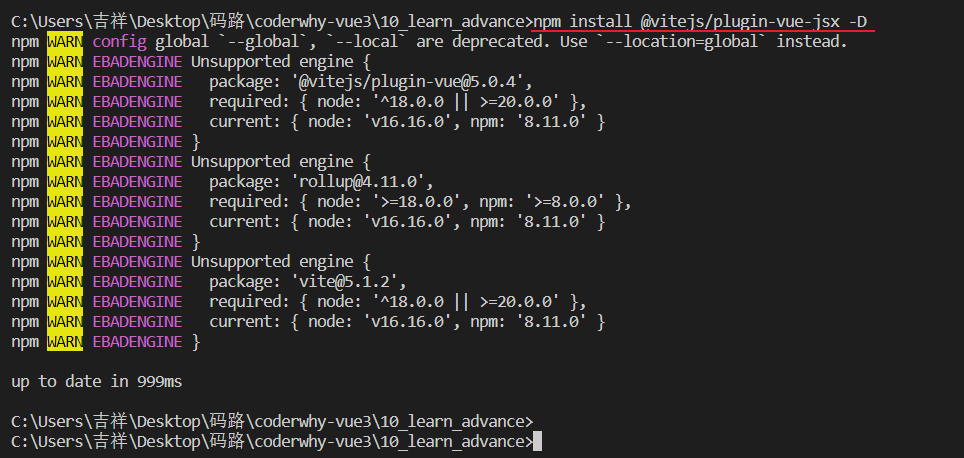 C:\Users\吉祥\Desktop\码路\coderwhy-vue3\10_learn_advance>npm install @vitejs/plugin-vue-jsx -D
npm WARN config global `--global`, `--local` are deprecated. Use `--location=global` instead.
npm WARN EBADENGINE Unsupported engine {
npm WARN EBADENGINE   package: '@vitejs/plugin-vue@5.0.4',
npm WARN EBADENGINE   required: { node: '^18.0.0 || >=20.0.0' },
npm WARN EBADENGINE   current: { node: 'v16.16.0', npm: '8.11.0' }
npm WARN EBADENGINE }
npm WARN EBADENGINE Unsupported engine {
npm WARN EBADENGINE   package: 'rollup@4.11.0',
npm WARN EBADENGINE   required: { node: '>=18.0.0', npm: '>=8.0.0' },
npm WARN EBADENGINE   current: { node: 'v16.16.0', npm: '8.11.0' }
npm WARN EBADENGINE }
npm WARN EBADENGINE Unsupported engine {
npm WARN EBADENGINE   package: 'vite@5.1.2',
npm WARN EBADENGINE   required: { node: '^18.0.0 || >=20.0.0' },
npm WARN EBADENGINE   current: { node: 'v16.16.0', npm: '8.11.0' }
npm WARN EBADENGINE }
up to date in 999ms
C:\Users\吉祥\Desktop\码路\coderwhy-vue3\10_learn_advance>
C:\Users\吉祥\Desktop\码路\coderwhy-vue3\10_learn_advance>